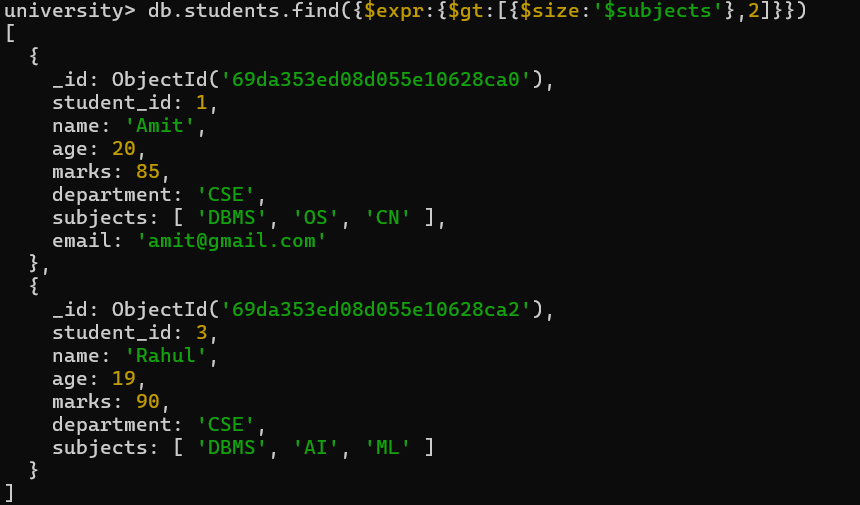 university> db.students.find({$expr:{$gt:[{$size:'$subjects'},2]}})
[
  {
    _id: ObjectId('69da353ed08d055e10628ca0'),
    student_id: 1,
    name: 'Amit',
    age: 20,
    marks: 85,
    department: 'CSE',
    subjects: [ 'DBMS', 'OS', 'CN' ],
    email: 'amit@gmail.com'
  },
  {
    _id: ObjectId('69da353ed08d055e10628ca2'),
    student_id: 3,
    name: 'Rahul',
    age: 19,
    marks: 90,
    department: 'CSE',
    subjects: [ 'DBMS', 'AI', 'ML' ]
  }
]